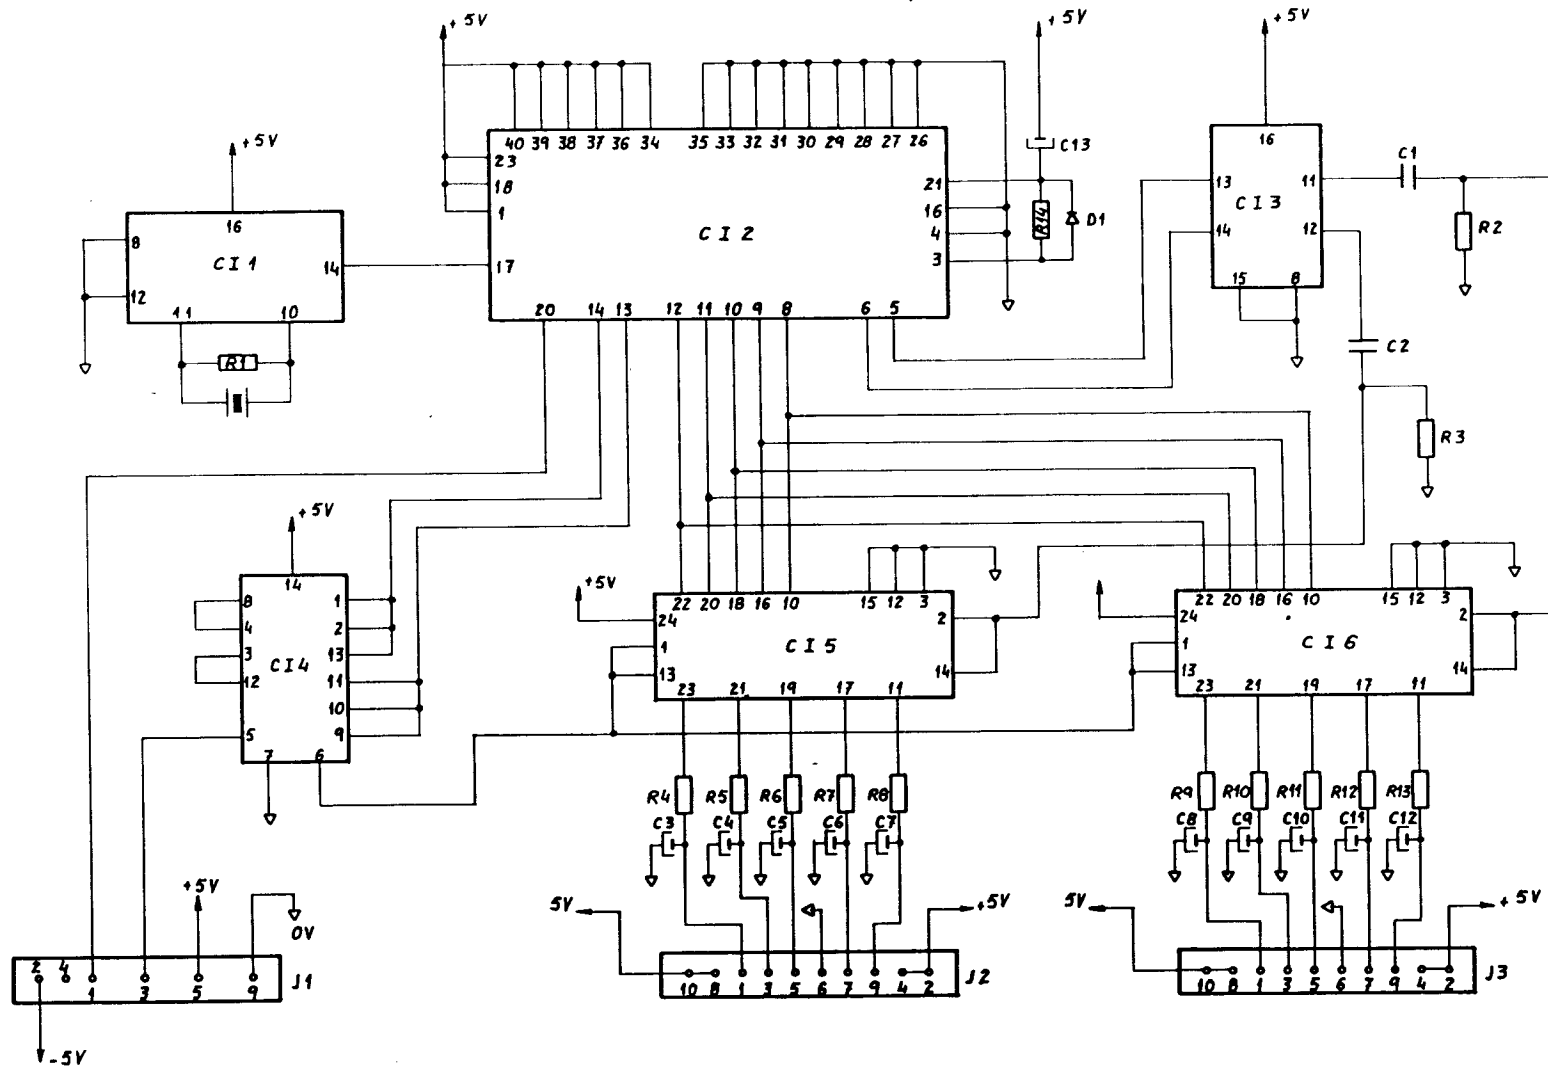 +5V
+5V
+5V
+5V
40 39 38 37 36 34 35 33 32 31 30 29 28 27 26
23
18
1
17
CI2
21
16
4
3
20 14 13 12 11 10 9 8 6 5
C13
R14
D1
16
13
14
CI3
11
12
15 8
C1
R2
C2
R3
16
8
12
CI1
14
11 10
R1
+5V
14
8
4
3
12
5
CI4
1
2
13
11
10
9
7 6
+5V
22 20 18 16 10 15 12 3
24
1
13
CI5
2
14
23 21 19 17 11
22 20 18 16 10 15 12 3
24
1
13
CI6
2
14
23 21 19 17 11
R4 R5 R6 R7 R8
C3 C4 C5 C6 C7
R9 R10 R11 R12 R13
C8 C9 C10 C11 C12
+5V
0V
2 4
1 3 5 9
J1
-5V
5V
+5V
10 8 1 3 5 6 7 9 4 2
J2
5V
+5V
10 8 1 3 5 6 7 9 4 2
J3